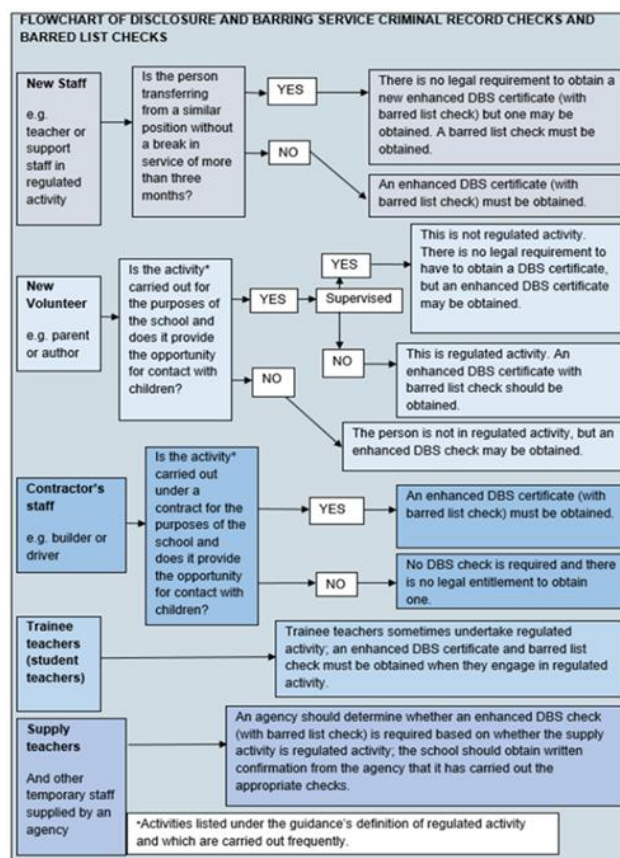 FLOWCHART OF DISCLOSURE AND BARRING SERVICE CRIMINAL RECORD CHECKS AND
BARRED LIST CHECKS
New Staff
e.g.
teacher or
support
staff in
regulated
activity
Is the person
transferring
from a similar
position without
a break in
service of more
than three
months?
YES
There is no legal requirement to obtain a
new enhanced DBS certificate (with
barred list check) but one may be
obtained. A barred list check must be
obtained.
NO
An enhanced DBS certificate (with
barred list check) must be obtained.
New
Volunteer
e.g. parent
or author
Is the activity*
carried out for
the purposes of
the school and
does it provide
the opportunity
for contact with
children?
YES
Supervised
YES
This is not regulated activity.
There is no legal requirement to
have to obtain a DBS certificate,
but an enhanced DBS certificate
may be obtained.
NO
This is regulated activity. An
enhanced DBS certificate with
barred list check should be
obtained.
NO
The person is not in regulated activity, but an
enhanced DBS check may be obtained.
Contractor's
staff
e.g. builder or
driver
Is the activity*
carried out
under a
contract for the
purposes of the
school and
does it provide
the opportunity
for contact with
children?
YES
An enhanced DBS certificate (with
barred list check) must be obtained.
NO
No DBS check is required and there
is no legal entitlement to obtain
one.
Trainee
teachers
(student
teachers)
Trainee teachers sometimes undertake regulated
activity; an enhanced DBS certificate and barred list
check must be obtained when they engage in regulated
activity.
Supply
teachers
And other
temporary staff
supplied by an
agency
An agency should determine whether an enhanced DBS check
(with barred list check) is required based on whether the supply
activity is regulated activity; the school should obtain written
confirmation from the agency that it has carried out the
appropriate checks.
*Activities listed under the guidance's definition of regulated activity
and which are carried out frequently.